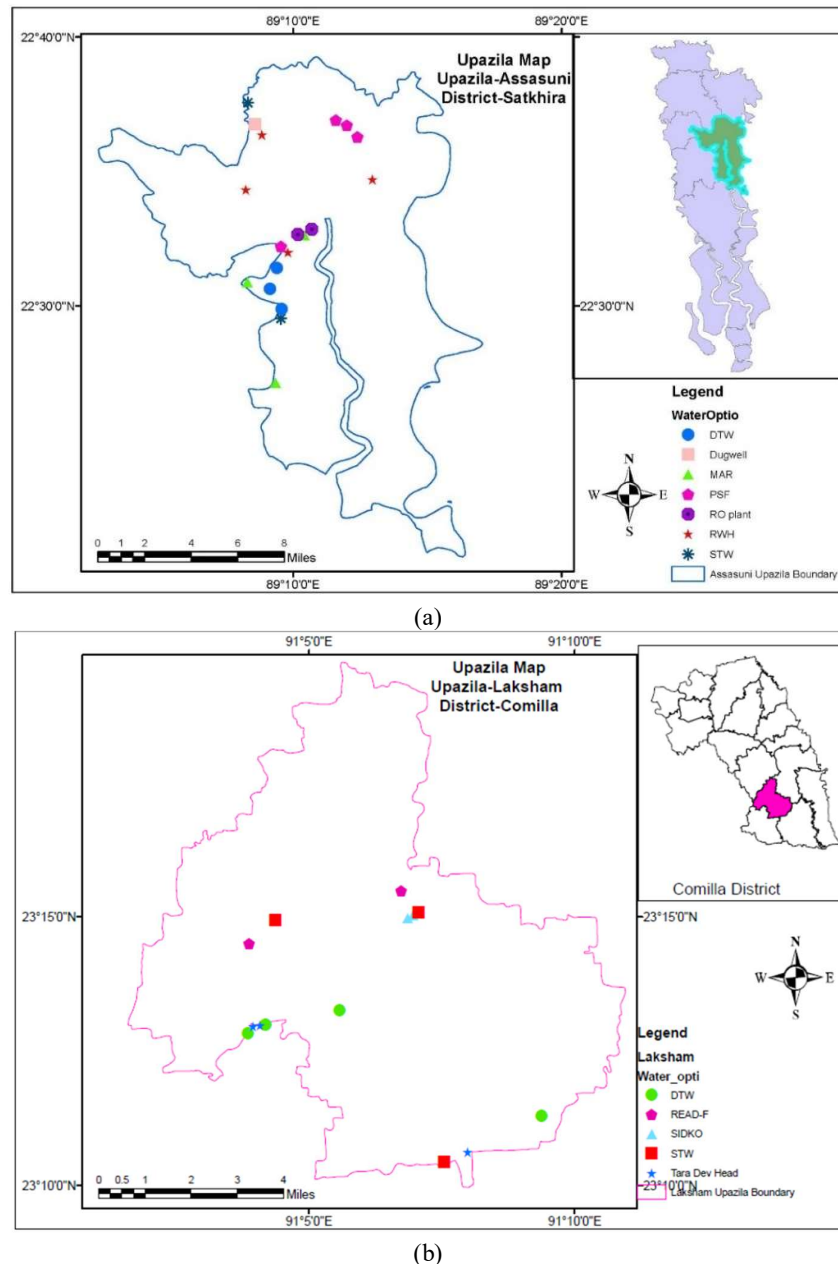 89°10'0"E
89°20'0"E
22°40'0"N
Upazila Map
Upazila-Assasuni
District-Satkhira
22°30'0"N
22°30'0"N
Legend
WaterOptio
DTW
Dugwell
MAR
PSF
RO plant
RWH
STW
Assasuni Upazila Boundary
N
W E
S
0 1 2 4 6 8
Miles
89°10'0"E
89°20'0"E
(a)
91°5'0"E
91°10'0"E
Upazila Map
Upazila-Laksham
District-Comilla
Comilla District
23°15'0"N
23°15'0"N
N
W E
S
Legend
Laksham
Water_opti
DTW
READ-F
SIDKO
STW
Tara Dev Head
Laksham Upazila Boundary
0 0.5 1 2 3 4
Miles
23°10'0"N
23°10'0"N
91°5'0"E
91°10'0"E
(b)